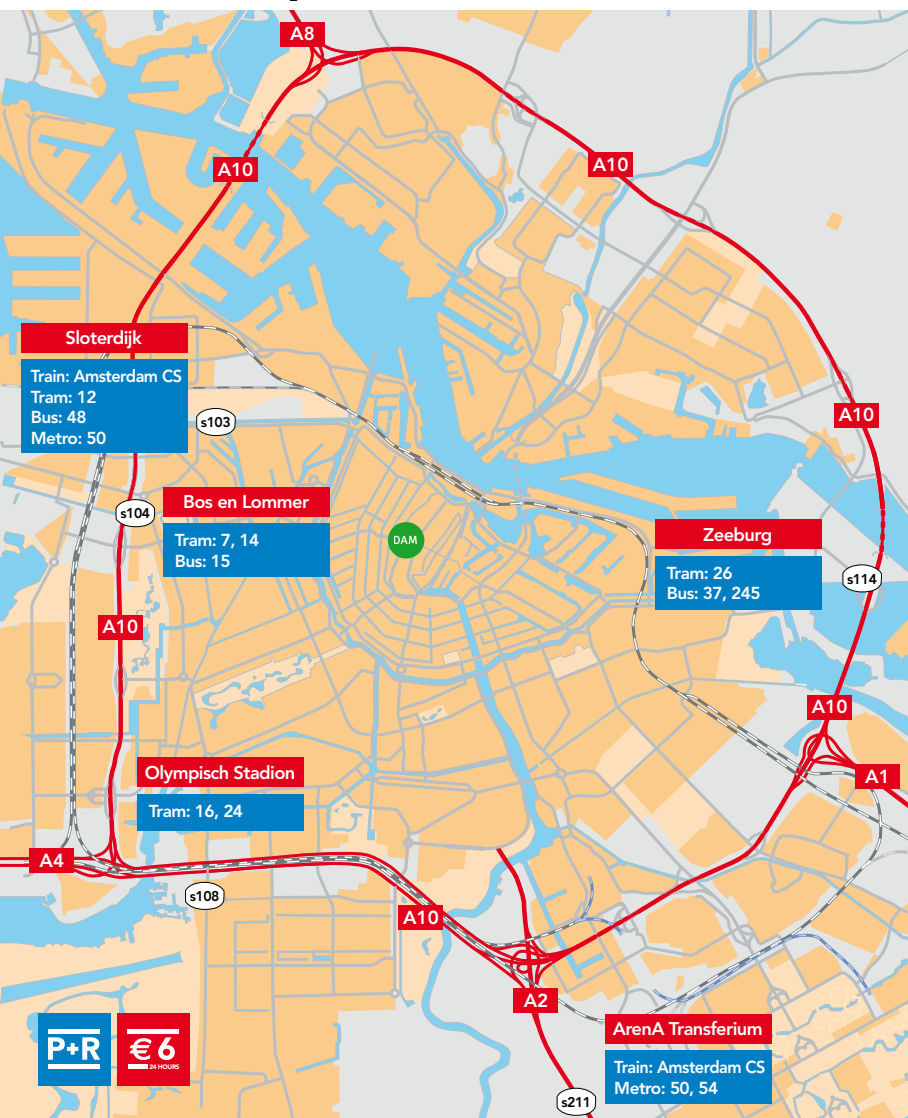 A8
A10
A10
Sloterdijk
Train: Amsterdam CS
Tram: 12
Bus: 48
Metro: 50
s103
A10
s104
Bos en Lommer
Tram: 7, 14
Bus: 15
DAM
Zeeburg
Tram: 26
Bus: 37, 245
s114
A10
A10
A1
Olympisch Stadion
Tram: 16, 24
A4
s108
A10
A2
ArenA Transferium
Train: Amsterdam CS
Metro: 50, 54
s211
P+R
€ 6
24 HOURS